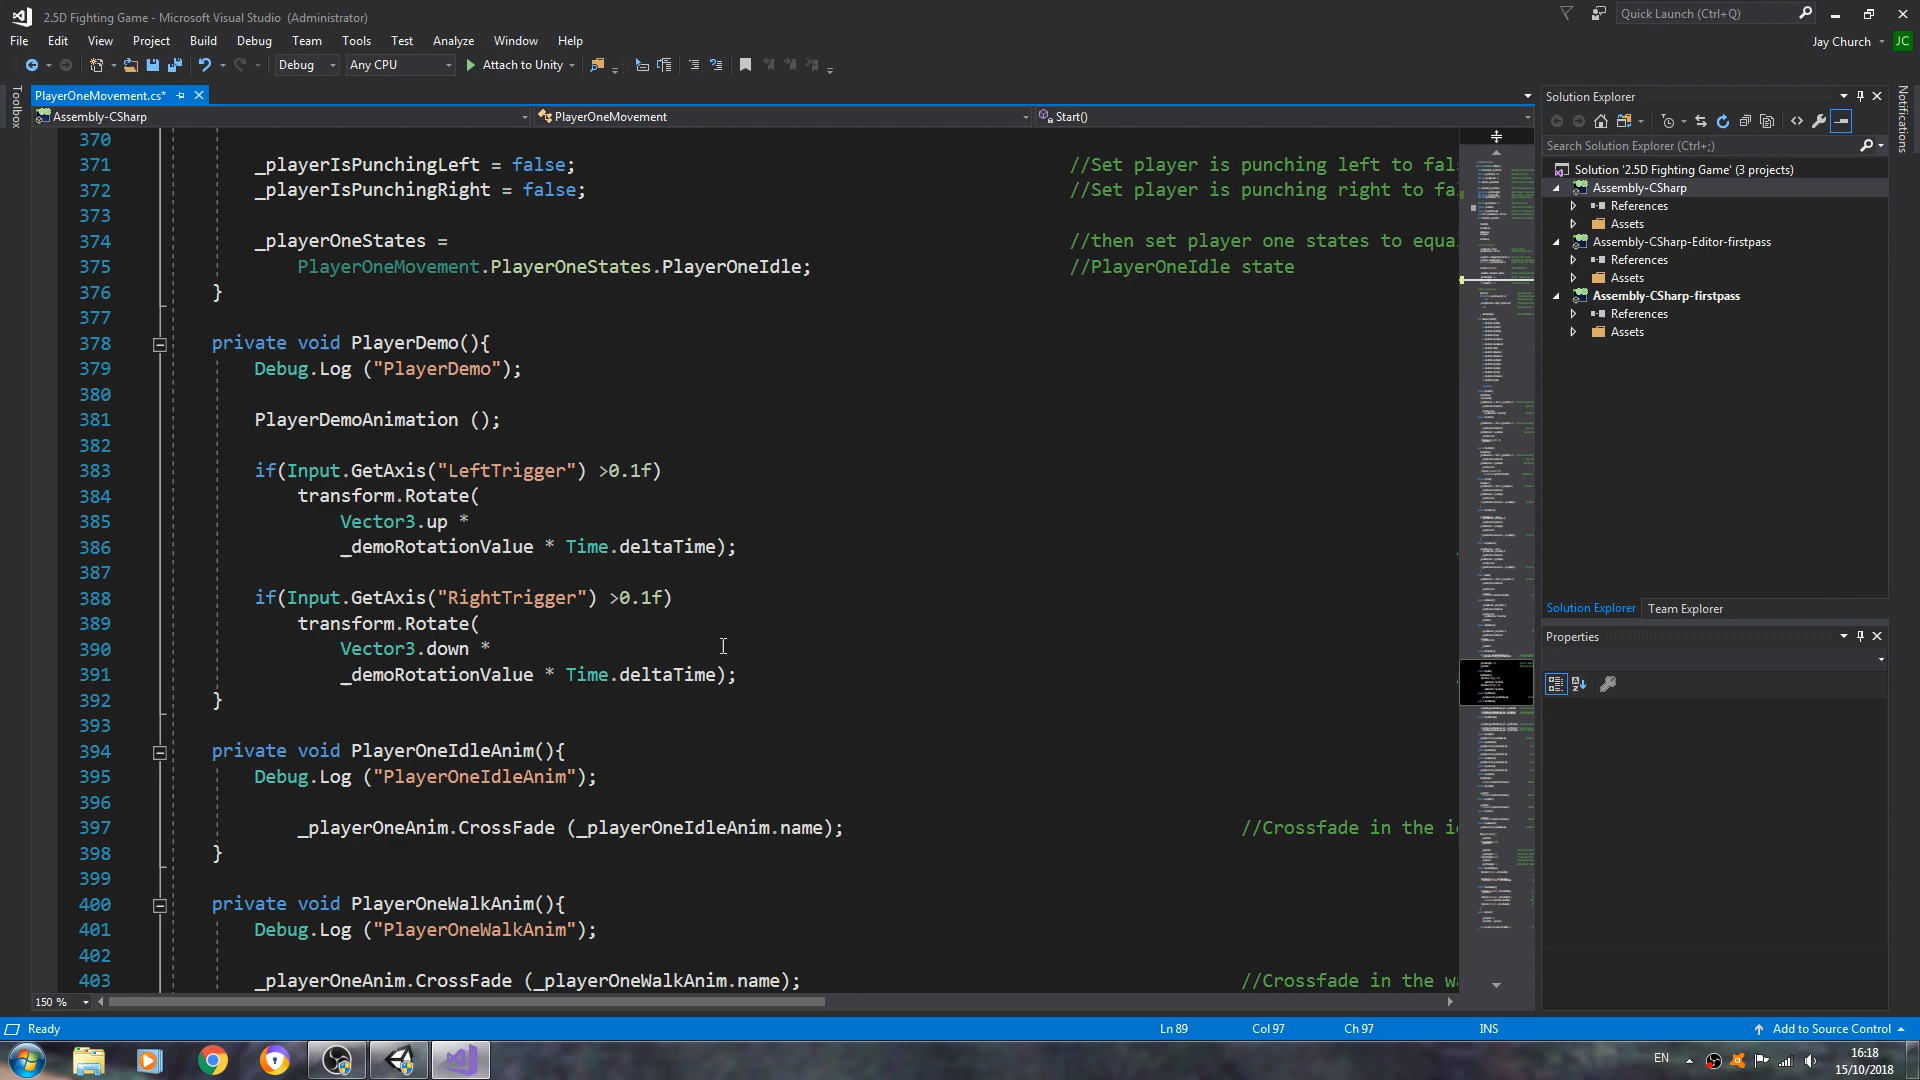 2.5D Fighting Game - Microsoft Visual Studio (Administrator)
Quick Launch (Ctrl+Q)
File Edit View Project Build Debug Team Tools Test Analyze Window Help
Jay Church JC
Debug Any CPU Attach to Unity
Toolbox
PlayerOneMovement.cs*
Assembly-CSharp PlayerOneMovement Start()
370
371 _playerIsPunchingLeft = false; //Set player is punching left to fal
372 _playerIsPunchingRight = false; //Set player is punching right to fa
373
374 _playerOneStates = //then set player one states to equa
375 PlayerOneMovement.PlayerOneStates.PlayerOneIdle; //PlayerOneIdle state
376 }
377
378 private void PlayerDemo(){
379 Debug.Log ("PlayerDemo");
380
381 PlayerDemoAnimation ();
382
383 if(Input.GetAxis("LeftTrigger") >0.1f)
384 transform.Rotate(
385 Vector3.up *
386 _demoRotationValue * Time.deltaTime);
387
388 if(Input.GetAxis("RightTrigger") >0.1f)
389 transform.Rotate(
390 Vector3.down *
391 _demoRotationValue * Time.deltaTime);
392 }
393
394 private void PlayerOneIdleAnim(){
395 Debug.Log ("PlayerOneIdleAnim");
396
397 _playerOneAnim.CrossFade (_playerOneIdleAnim.name); //Crossfade in the i
398 }
399
400 private void PlayerOneWalkAnim(){
401 Debug.Log ("PlayerOneWalkAnim");
402
403 _playerOneAnim.CrossFade (_playerOneWalkAnim.name); //Crossfade in the w
150 %
Solution Explorer
Search Solution Explorer (Ctrl+;)
Solution '2.5D Fighting Game' (3 projects)
Assembly-CSharp
References
Assets
Assembly-CSharp-Editor-firstpass
References
Assets
Assembly-CSharp-firstpass
References
Assets
Solution Explorer Team Explorer
Properties
Notifications
Ready Ln 89 Col 97 Ch 97 INS Add to Source Control
EN 16:18
15/10/2018